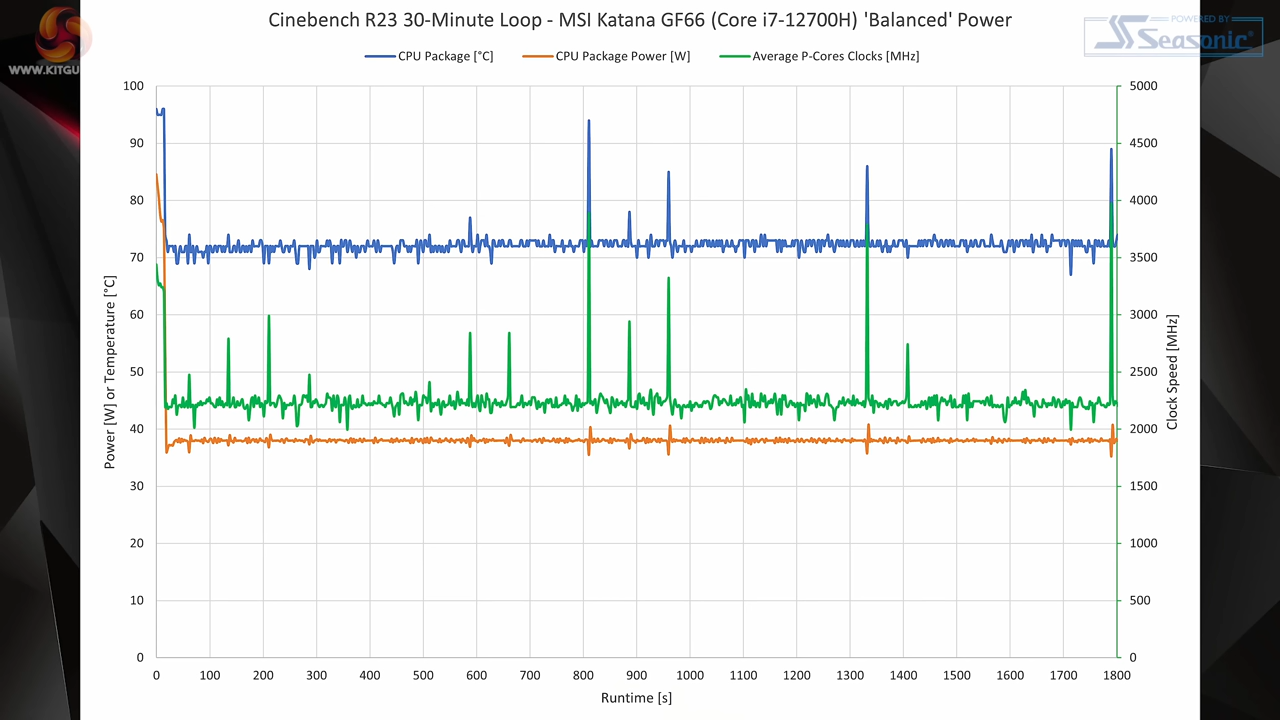 Cinebench R23 30-Minute Loop - MSI Katana GF66 (Core i7-12700H) 'Balanced' Power
POWERED BY
Seasonic®
WWW.KITGU
CPU Package [°C]
CPU Package Power [W]
Average P-Cores Clocks [MHz]
100
90
80
70
60
50
40
30
20
10
0
Power [W] or Temperature [°C]
5000
4500
4000
3500
3000
2500
2000
1500
1000
500
0
Clock Speed [MHz]
0 100 200 300 400 500 600 700 800 900 1000 1100 1200 1300 1400 1500 1600 1700 1800
Runtime [s]